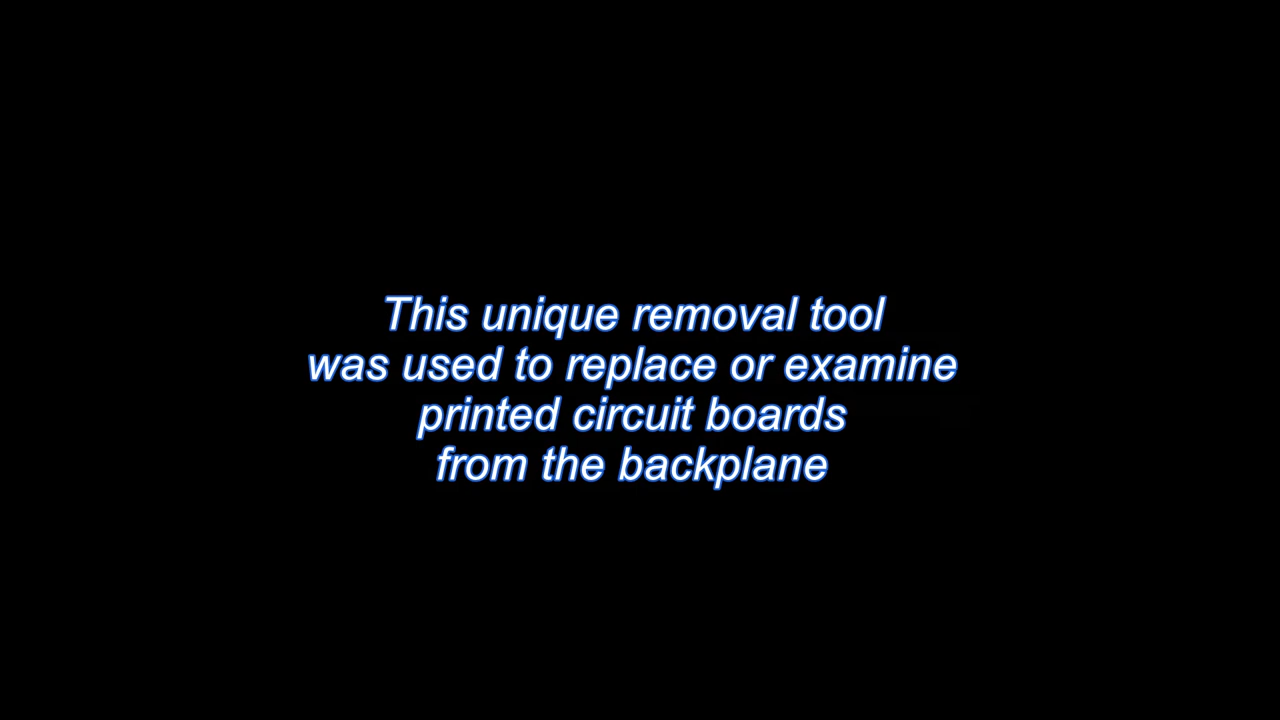 This unique removal tool
was used to replace or examine
printed circuit boards
from the backplane